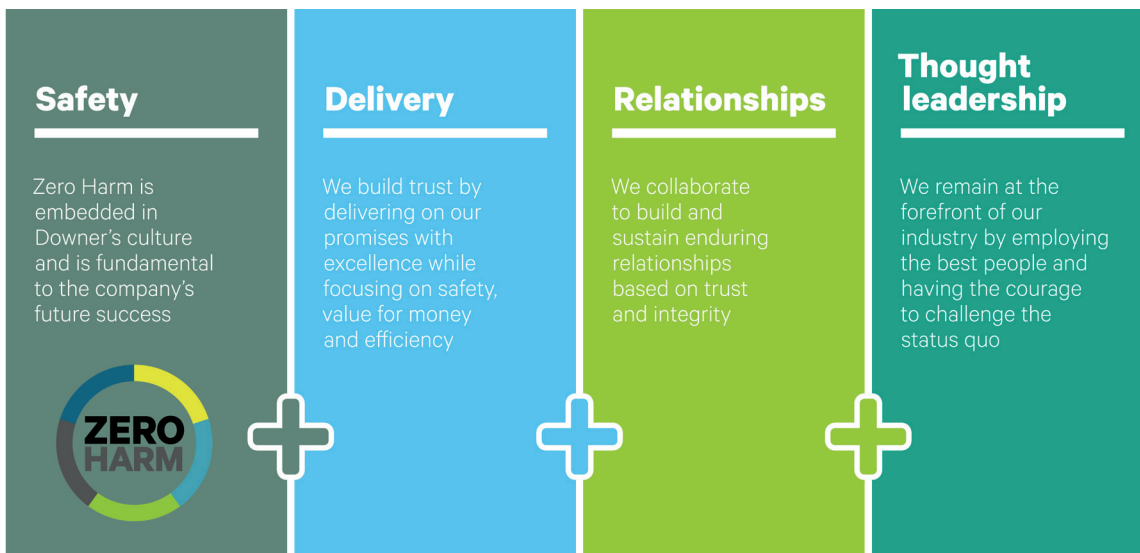 Safety
Zero Harm is
embedded in
Downer’s culture
and is fundamental
to the company’s
future success
ZERO
HARM
Delivery
We build trust by
delivering on our
promises with
excellence while
focusing on safety,
value for money
and efficiency
Relationships
We collaborate
to build and
sustain enduring
relationships
based on trust
and integrity
Thought
leadership
We remain at the
forefront of our
industry by employing
the best people and
having the courage
to challenge the
status quo